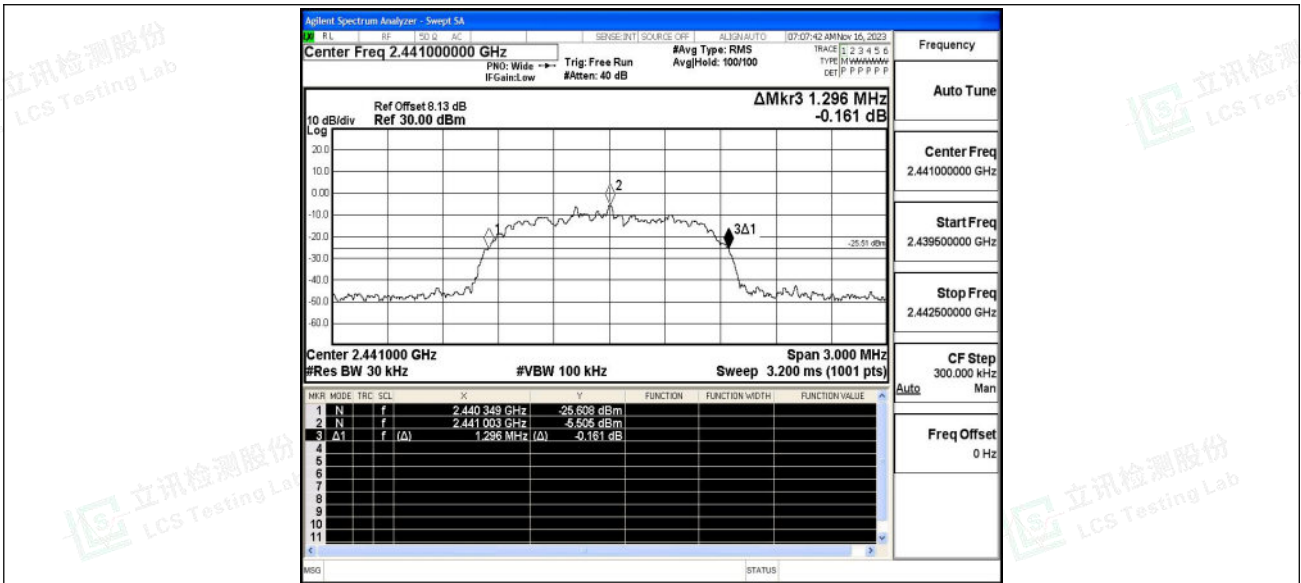 Agilent Spectrum Analyzer - Swept SA
RL RF 50 Ω AC SENSE:INT SOURCE OFF ALIGNAUTO 07:07:42 AM Nov 16, 2023
Center Freq 2.441000000 GHz
PNO: Wide
IFGain:Low
Trig: Free Run
#Atten: 40 dB
#Avg Type: RMS
Avg|Hold: 100/100
TRACE 1 2 3 4 5 6
TYPE M
DET P P P P P P
Ref Offset 8.13 dB
10 dB/div Ref 30.00 dBm
Log
ΔMkr3 1.296 MHz
-0.161 dB
20.0
10.0
0.00
-10.0
-20.0
-30.0
-40.0
-50.0
-60.0
1
2
3Δ1
-25.51 dBm
Center 2.441000 GHz Span 3.000 MHz
#Res BW 30 kHz #VBW 100 kHz Sweep 3.200 ms (1001 pts)
MKR MODE TRC SCL X Y FUNCTION FUNCTION WIDTH FUNCTION VALUE
1 N f 2.440 349 GHz -25.608 dBm
2 N f 2.441 003 GHz -5.505 dBm
3 Δ1 f (Δ) 1.296 MHz (Δ) -0.161 dB
4
5
6
7
8
9
10
11
MSG STATUS
Frequency
Auto Tune
Center Freq
2.441000000 GHz
Start Freq
2.439500000 GHz
Stop Freq
2.442500000 GHz
CF Step
300.000 kHz
Auto Man
Freq Offset
0 Hz
立讯检测股份
LCS Testing Lab
立讯检测股
LCS Test
立讯检测股份
LCS Testing Lab
立讯检测股份
LCS Testing Lab